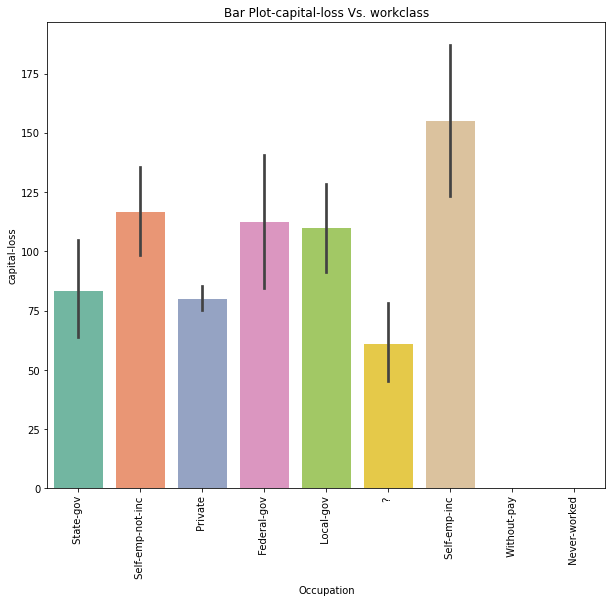 Bar Plot-capital-loss Vs. workclass
capital-loss
175
150
125
100
75
50
25
0
State-gov
Self-emp-not-inc
Private
Federal-gov
Local-gov
?
Self-emp-inc
Without-pay
Never-worked
Occupation